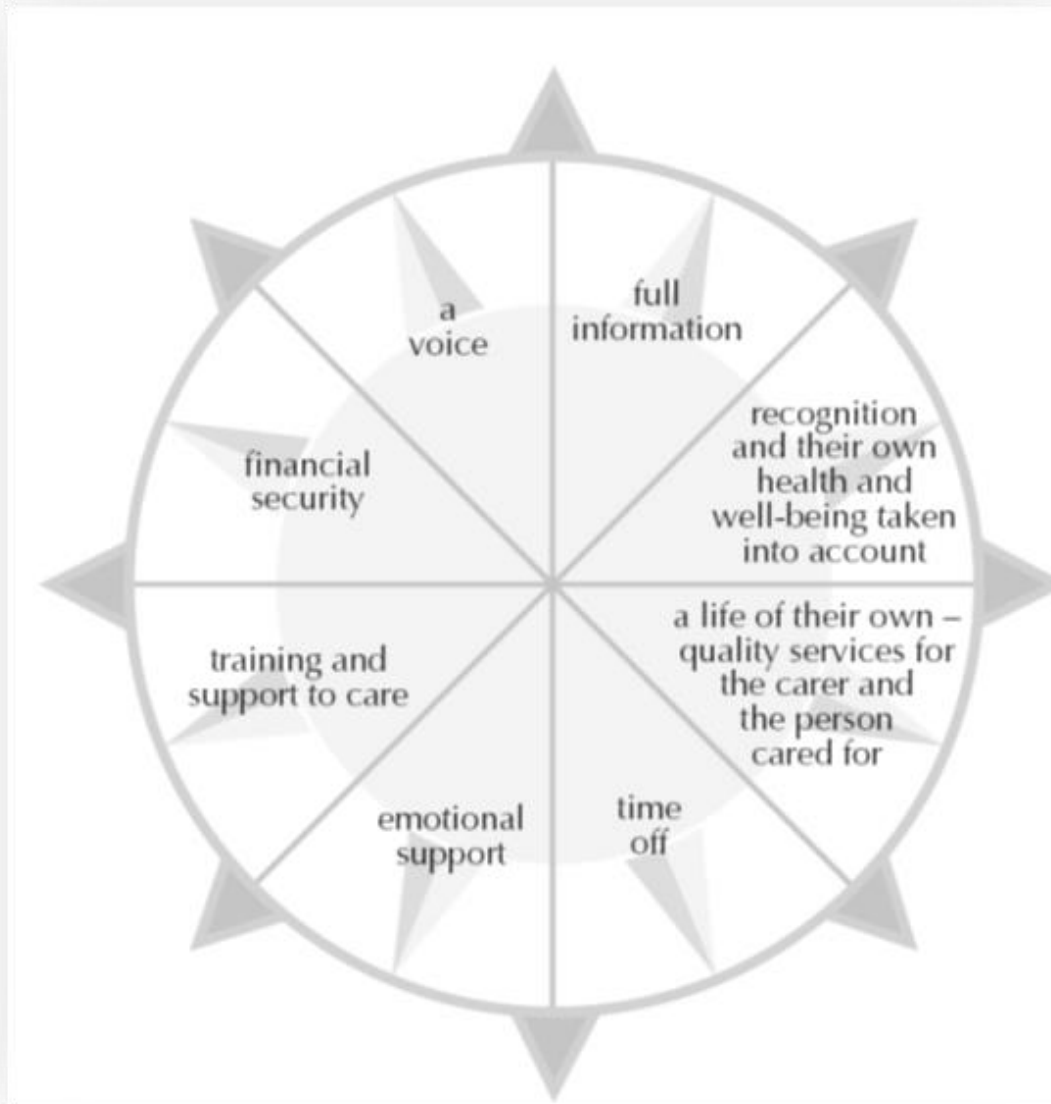 full
information
recognition
and their own
health and
well-being taken
into account
a life of their own –
quality services for
the carer and
the person
cared for
time
off
emotional
support
training and
support to care
financial
security
a
voice